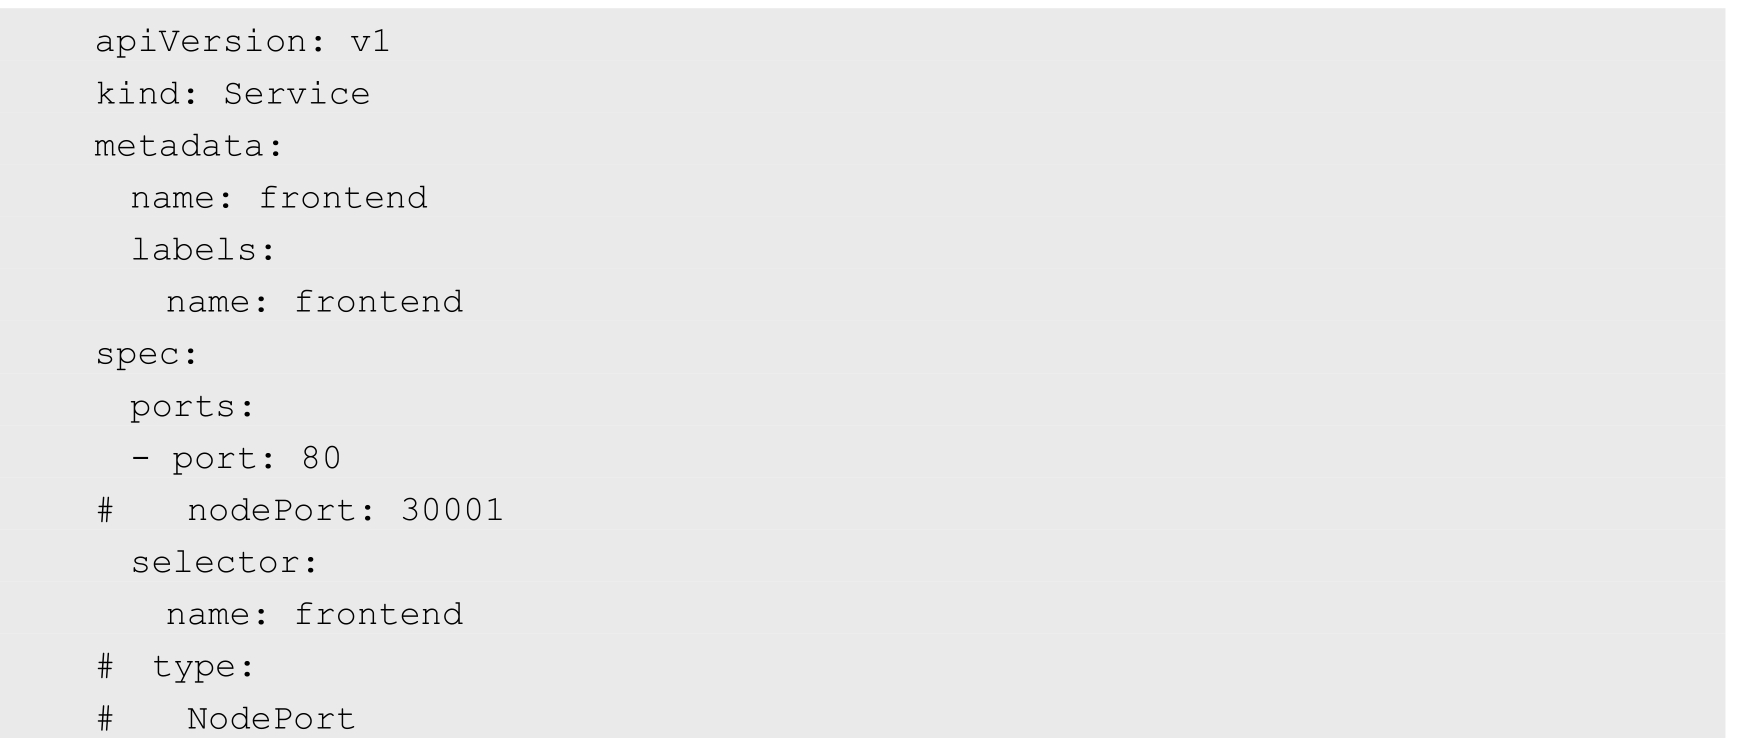 apiVersion: v1
kind: Service
metadata:
  name: frontend
  labels:
    name: frontend
spec:
  ports:
  - port: 80
#    nodePort: 30001
  selector:
    name: frontend
#  type:
#    NodePort